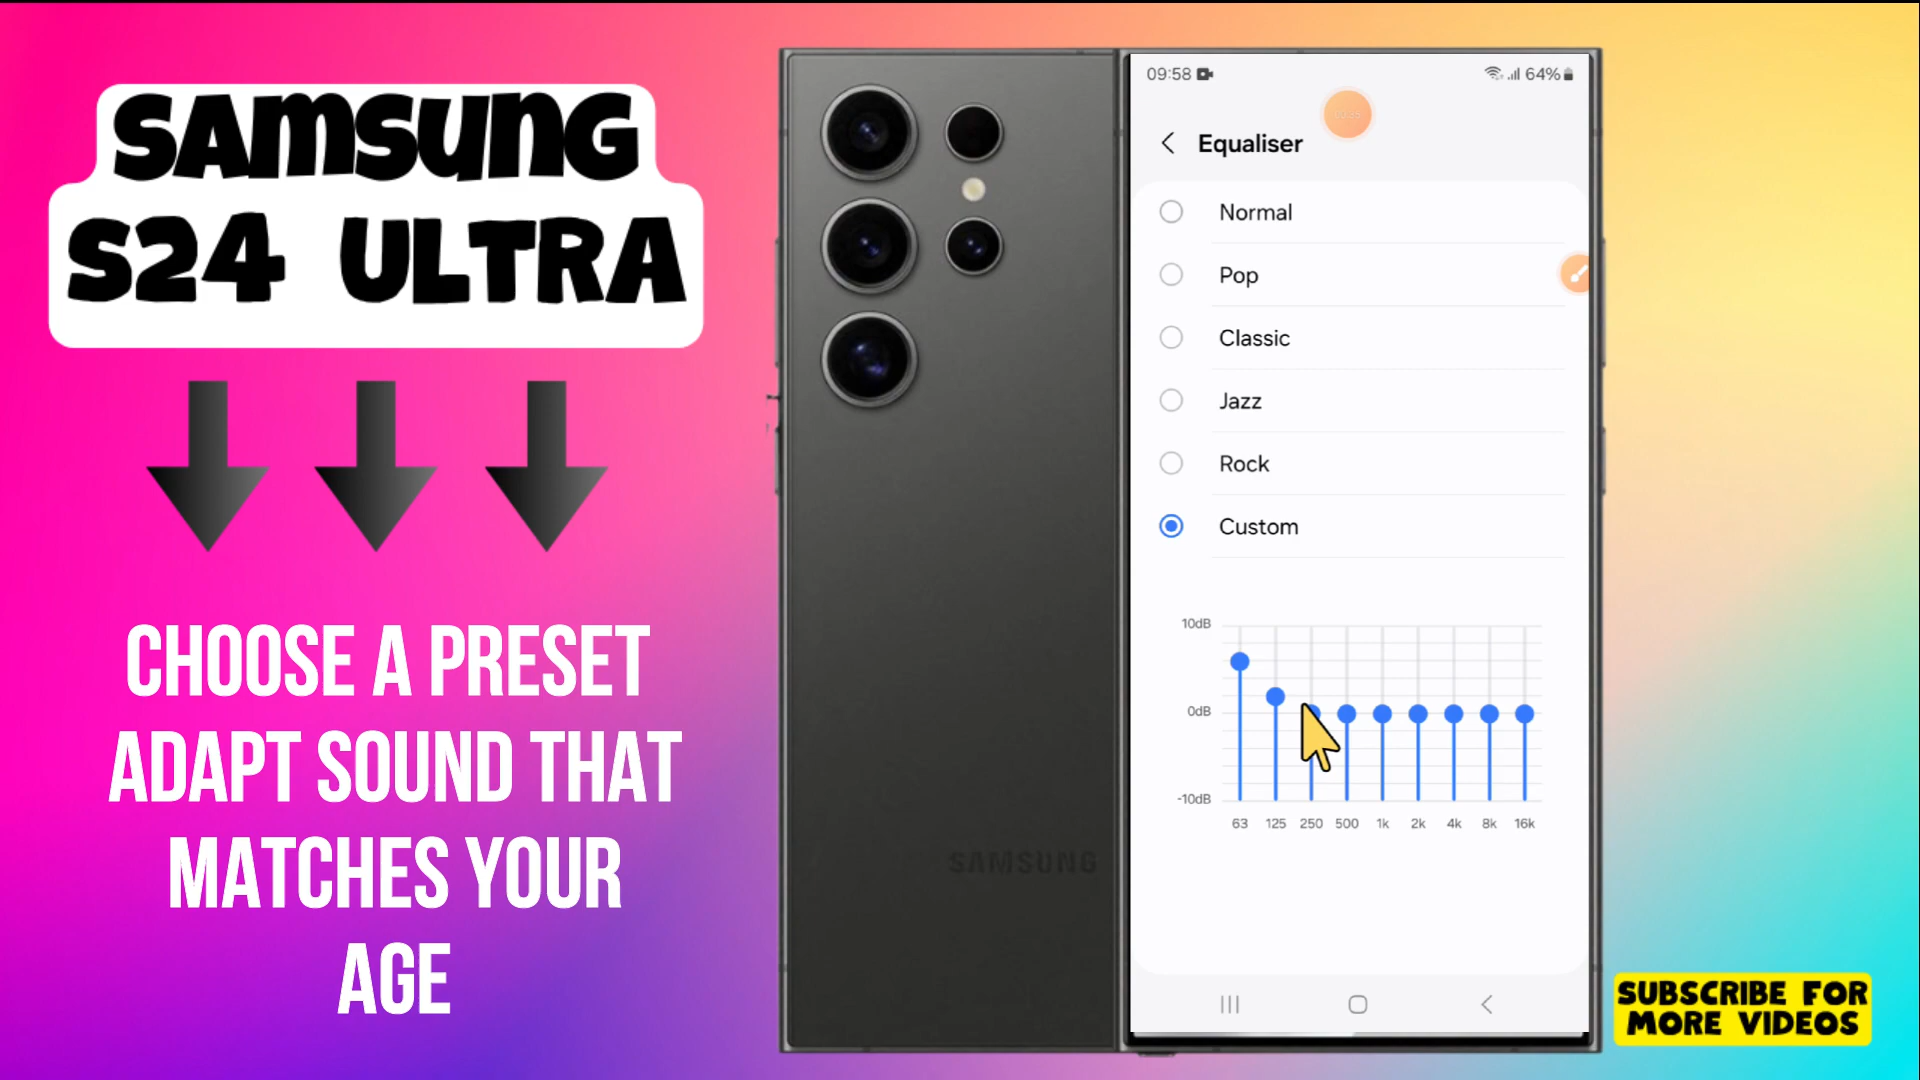 SAMSUNG
S24 ULTRA
CHOOSE A PRESET
ADAPT SOUND THAT
MATCHES YOUR
AGE
SAMSUNG
09:58
64%
Equaliser
Normal
Pop
Classic
Jazz
Rock
Custom
10dB
0dB
-10dB
63 125 250 500 1k 2k 4k 8k 16k
SUBSCRIBE FOR
MORE VIDEOS